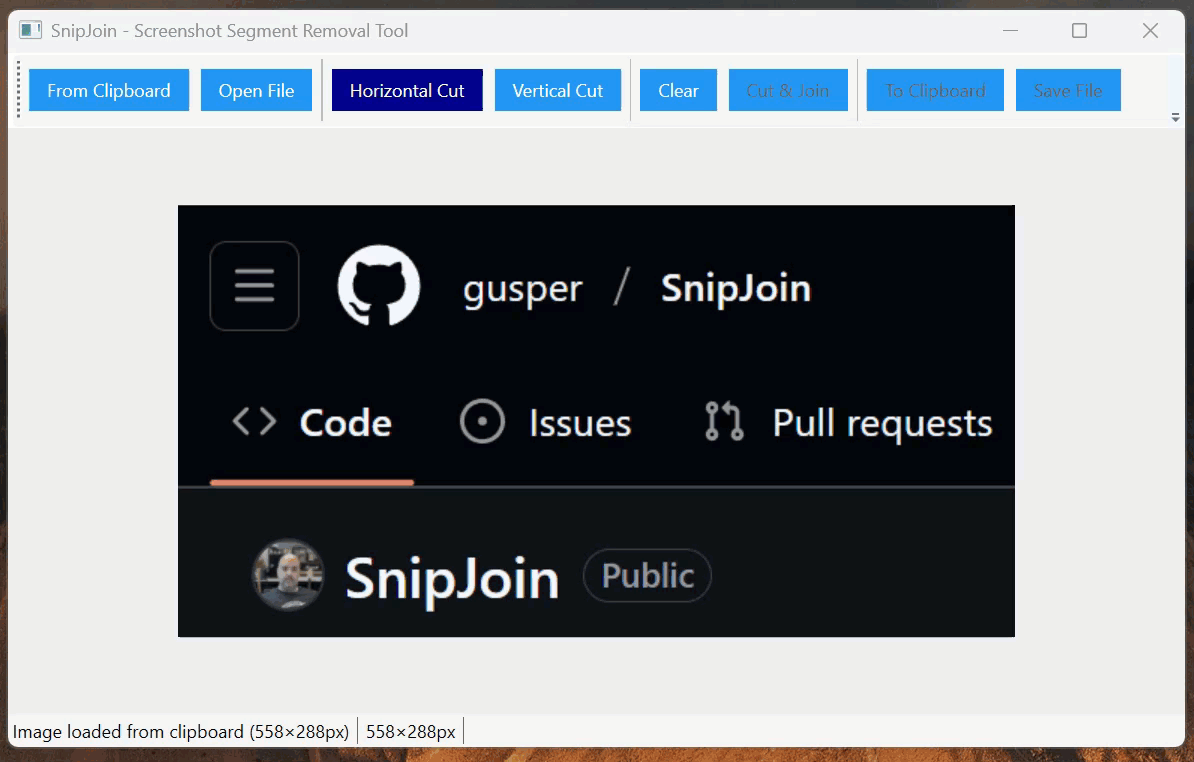 SnipJoin - Screenshot Segment Removal Tool
From Clipboard Open File Horizontal Cut Vertical Cut Clear Cut & Join To Clipboard Save File
gusper / SnipJoin
Code Issues Pull requests
SnipJoin Public
Image loaded from clipboard (558×288px) 558×288px